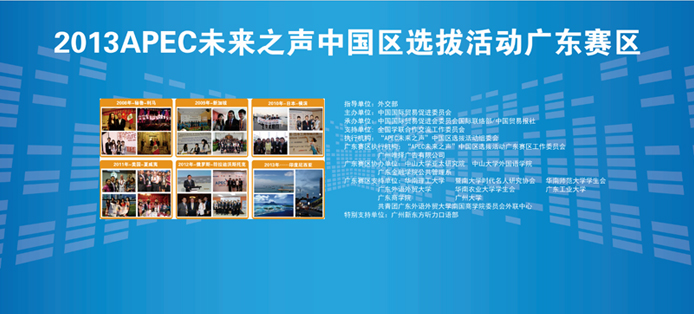 2013APEC未来之声中国区选拔活动广东赛区
2008年-秘鲁-利马
2009年-新加坡
2010年-日本-横滨
2011年-美国-夏威夷
2012年-俄罗斯-符拉迪沃斯托克
2013年-印度尼西亚
指导单位：外交部
主办单位：中国国际贸易促进委员会
承办单位：中国国际贸易促进委员会国际联络部 中国贸易报社
支持单位：全国学联合作交流工作委员会
执行机构：“APEC未来之声”中国区选拔活动组委会
广东赛区执行机构：“APEC未来之声”中国区选拔活动广东赛区工作委员会
广告有限公司
广东赛区协办单位：中山大学亚太研究院 中山大学外国语学院
广东金融学院公共管理系
广东赛区支持单位：华南理工大学 暨南大学时代名人研究协会 华南师范大学学生会
广东外语外贸大学 华南农业大学学生会 广东工业大学
广东商学院 广州大学
共青团广东外语外贸大学南国商学院委员会外联中心
特别支持单位：广州新东方听力口语部